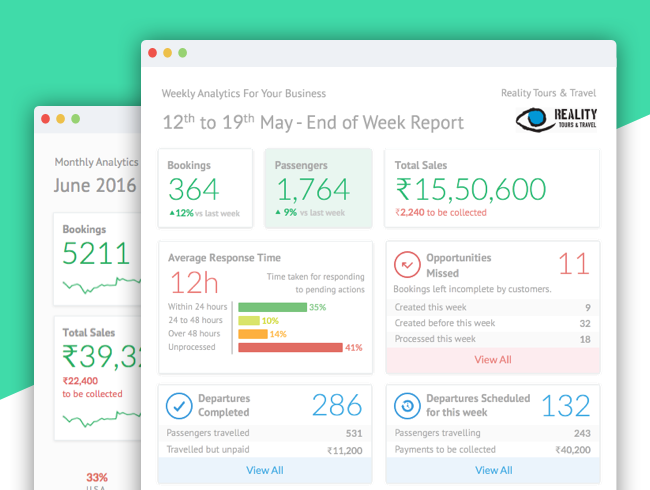 Weekly Analytics For Your Business
Reality Tours & Travel
12th to 19th May - End of Week Report
REALITY
TOURS & TRAVEL
Monthly Analytics
June 2016
Bookings
5211
Total Sales
₹22,400
to be collected
33%
U.S.A
Bookings
364
12% vs last week
Passengers
1,764
9% vs last week
Total Sales
₹15,50,600
₹2,240 to be collected
Average Response Time
12h
Time taken for responding
to pending actions
Within 24 hours 35%
24 to 48 hours 10%
Over 48 hours 14%
Unprocessed 41%
Opportunities
Missed
11
Bookings left incomplete by customers.
Created this week 9
Created before this week 32
Processed this week 18
View All
Departures
Completed
286
Passengers travelled 531
Travelled but unpaid ₹11,200
View All
Departures Scheduled
for this week
132
Passengers travelling 243
Payments to be collected ₹40,200
View All